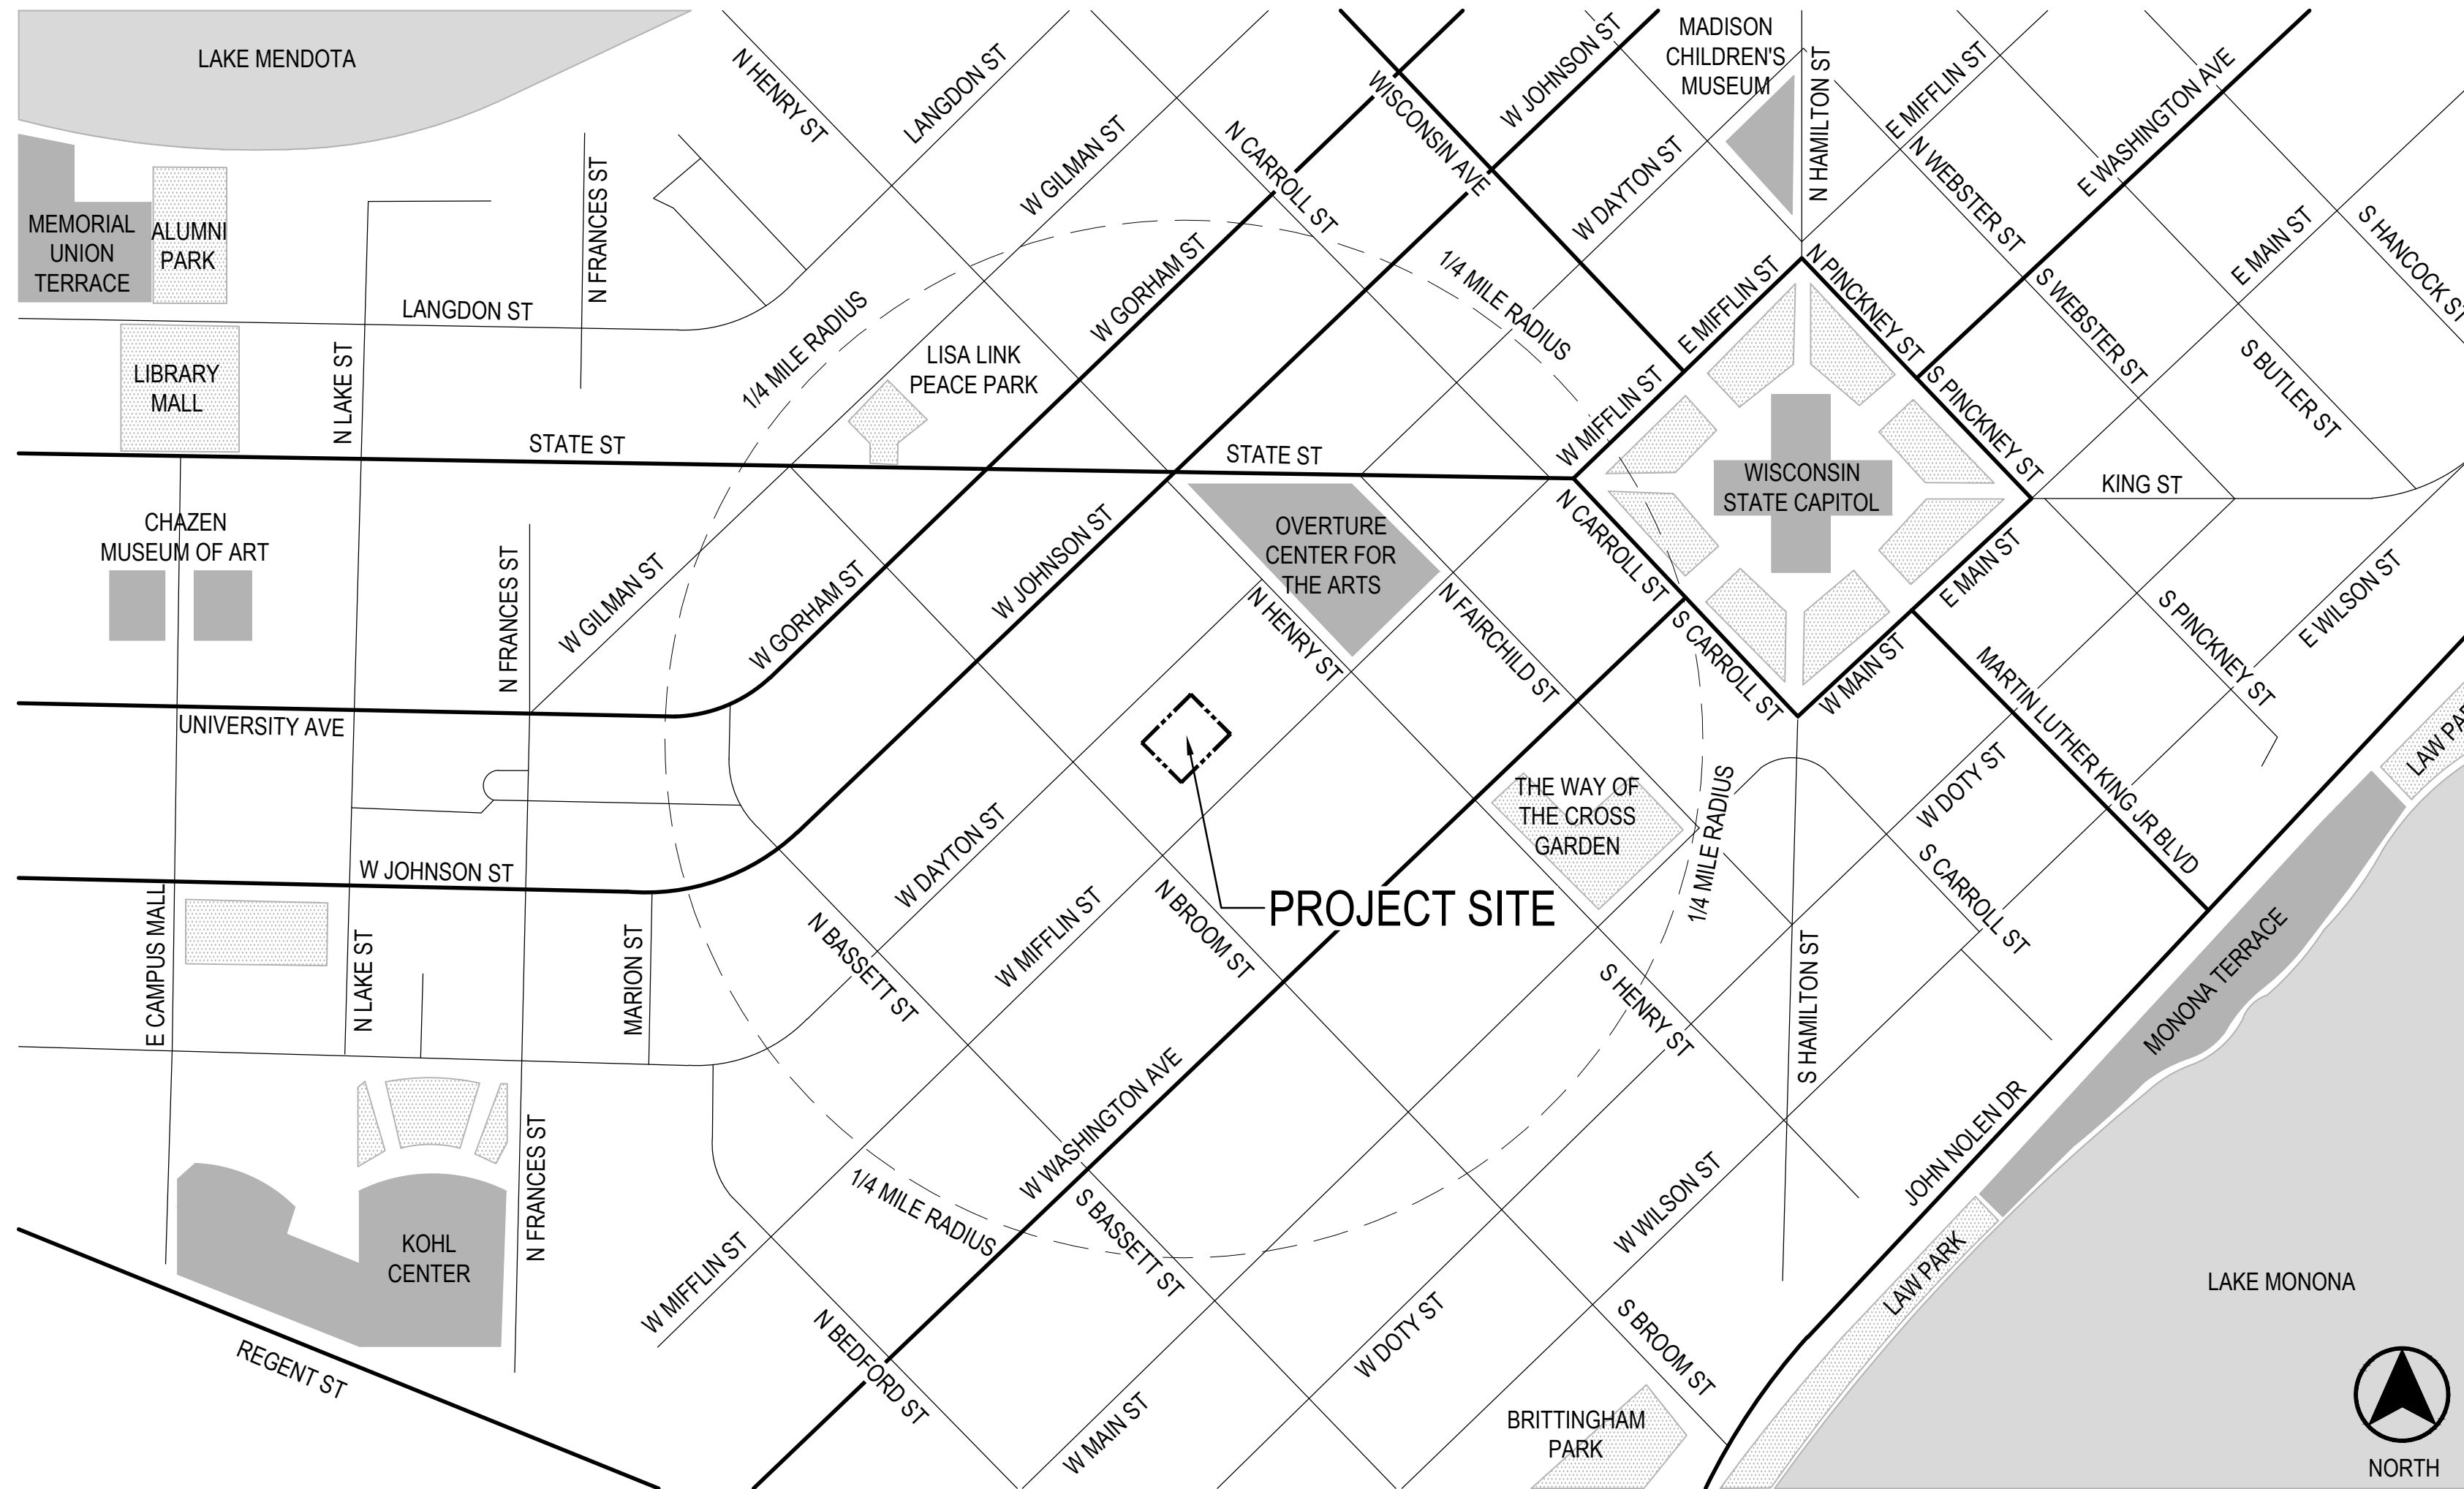 LAKE MENDOTA
N HENRY ST
LANGDON ST
W GILMAN ST
N CARROLL ST
WISCONSIN AVE
W JOHNSON ST
MADISON
CHILDREN'S
MUSEUM
N HAMILTON ST
E MIFFLIN ST
N WEBSTER ST
E WASHINGTON AVE
W DAYTON ST
E MAIN ST
S HANCOCK ST
MEMORIAL
UNION
TERRACE
ALUMNI
PARK
N FRANCES ST
LANGDON ST
1/4 MILE RADIUS
W GORHAM ST
1/4 MILE RADIUS
E MIFFLIN ST
N PINCKNEY ST
S WEBSTER ST
S BUTLER ST
LIBRARY
MALL
N LAKE ST
LISA LINK
PEACE PARK
W MIFFLIN ST
S PINCKNEY ST
STATE ST
STATE ST
WISCONSIN
STATE CAPITOL
KING ST
CHAZEN
MUSEUM OF ART
N FRANCES ST
W GILMAN ST
W GORHAM ST
W JOHNSON ST
OVERTURE
CENTER FOR
THE ARTS
N HENRY ST
N FAIRCHILD ST
N CARROLL ST
S CARROLL ST
W MAIN ST
E MAIN ST
S PINCKNEY ST
E WILSON ST
MARTIN LUTHER KING JR BLVD
LAW PA
UNIVERSITY AVE
W DAYTON ST
THE WAY OF
THE CROSS
GARDEN
1/4 MILE RADIUS
W DOTY ST
S CARROLL ST
W JOHNSON ST
PROJECT SITE
E CAMPUS MALL
N LAKE ST
MARION ST
N BASSETT ST
W MIFFLIN ST
N BROOM ST
S HENRY ST
S HAMILTON ST
MONONA TERRACE
N FRANCES ST
W WASHINGTON AVE
1/4 MILE RADIUS
S BASSETT ST
W WILSON ST
JOHN NOLEN DR
KOHL
CENTER
W MIFFLIN ST
LAW PARK
LAKE MONONA
REGENT ST
N BEDFORD ST
W DOTY ST
S BROOM ST
W MAIN ST
BRITTINGHAM
PARK
NORTH